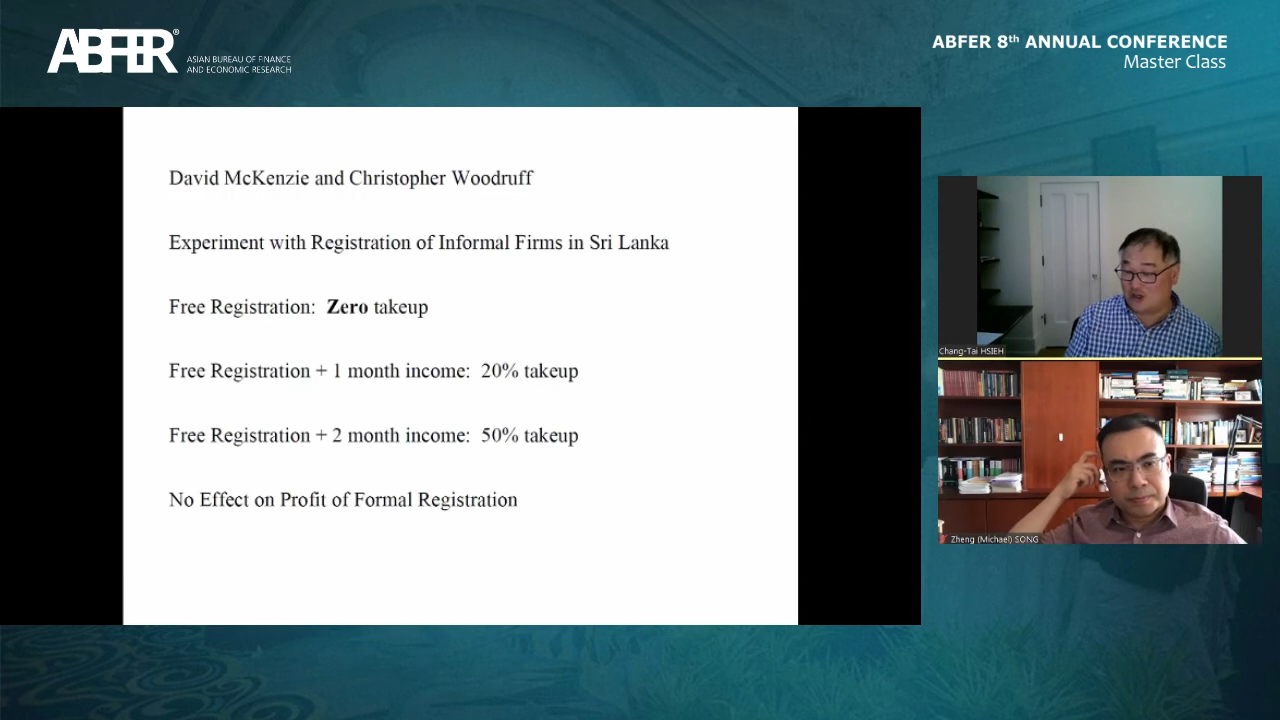 ABFER®
ASIAN BUREAU OF FINANCE
AND ECONOMIC RESEARCH
ABFER 8th ANNUAL CONFERENCE
Master Class
David McKenzie and Christopher Woodruff
Experiment with Registration of Informal Firms in Sri Lanka
Free Registration: Zero takeup
Free Registration + 1 month income: 20% takeup
Free Registration + 2 month income: 50% takeup
No Effect on Profit of Formal Registration
Chang-Tai HSIEH
Zheng (Michael) SONG